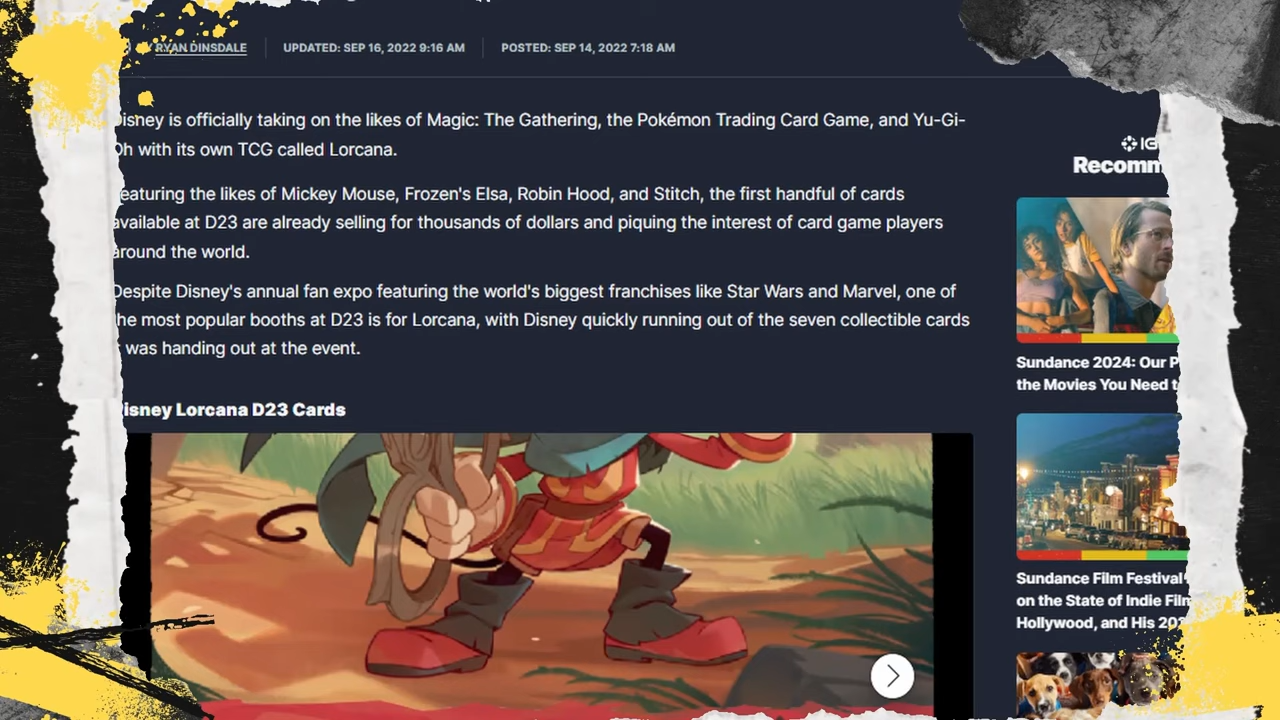 RYAN DINSDALE
UPDATED: SEP 16, 2022 9:16 AM
POSTED: SEP 14, 2022 7:18 AM
Disney is officially taking on the likes of Magic: The Gathering, the Pokémon Trading Card Game, and Yu-Gi-
Oh with its own TCG called Lorcana.
Featuring the likes of Mickey Mouse, Frozen's Elsa, Robin Hood, and Stitch, the first handful of cards
available at D23 are already selling for thousands of dollars and piquing the interest of card game players
around the world.
Despite Disney's annual fan expo featuring the world's biggest franchises like Star Wars and Marvel, one of
the most popular booths at D23 is for Lorcana, with Disney quickly running out of the seven collectible cards
was handing out at the event.
Disney Lorcana D23 Cards
IG
Recomm
Sundance 2024: Our P
the Movies You Need t
Sundance Film Festival
on the State of Indie Fil
Hollywood, and His 20